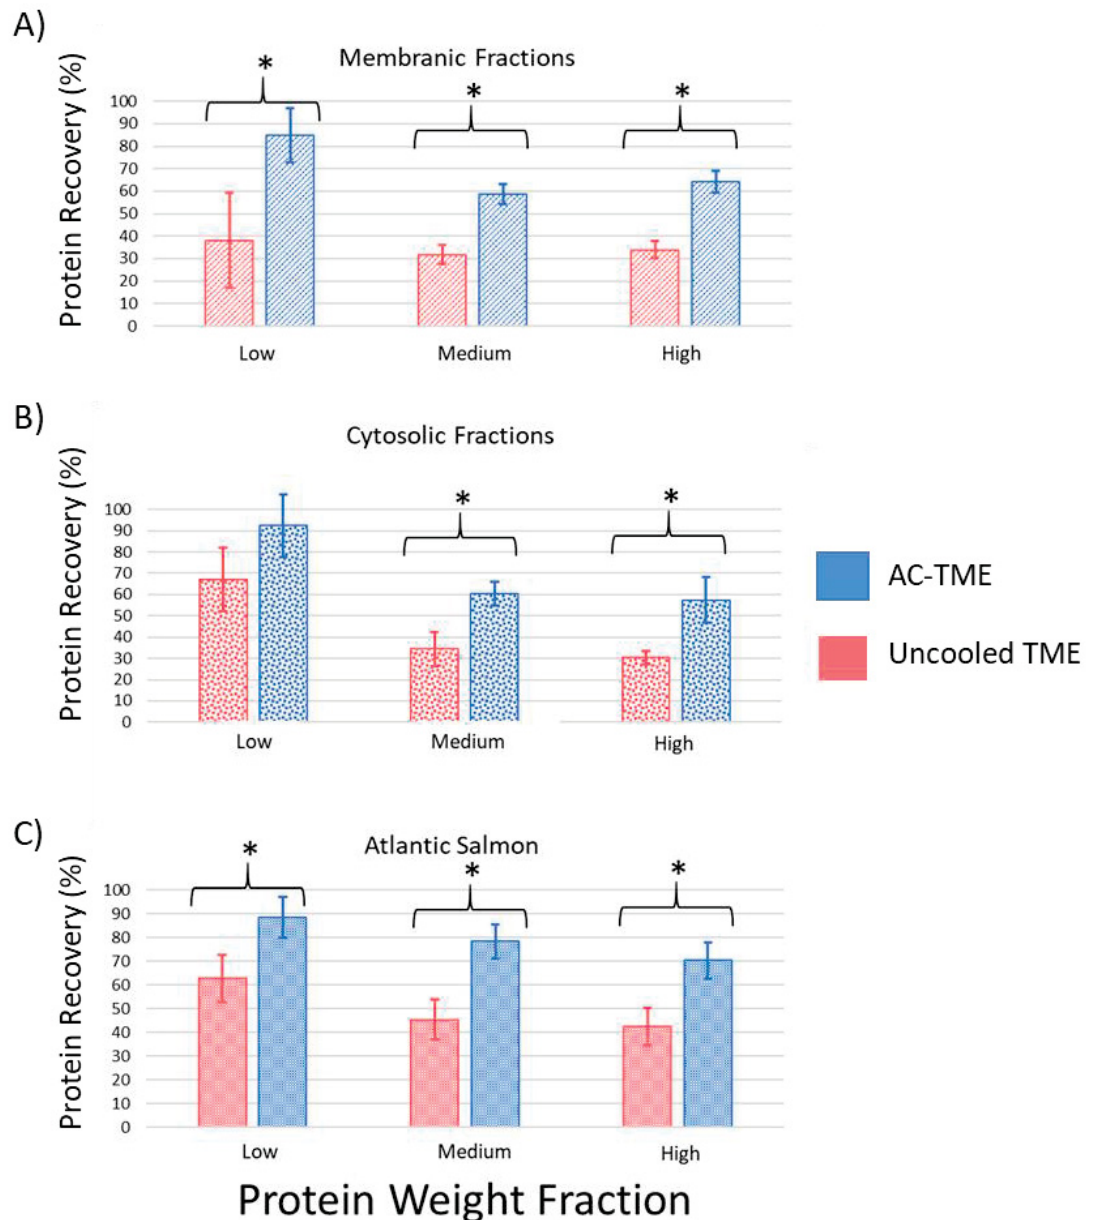 A)
Membranic Fractions
*
*
*
Protein Recovery (%)
100
90
80
70
60
50
40
30
20
10
0
Low Medium High
B)
Cytosolic Fractions
*
*
Protein Recovery (%)
100
90
80
70
60
50
40
30
20
10
0
Low Medium High
AC-TME
Uncooled TME
C)
Atlantic Salmon
*
*
*
Protein Recovery (%)
100
90
80
70
60
50
40
30
20
10
0
Low Medium High
Protein Weight Fraction